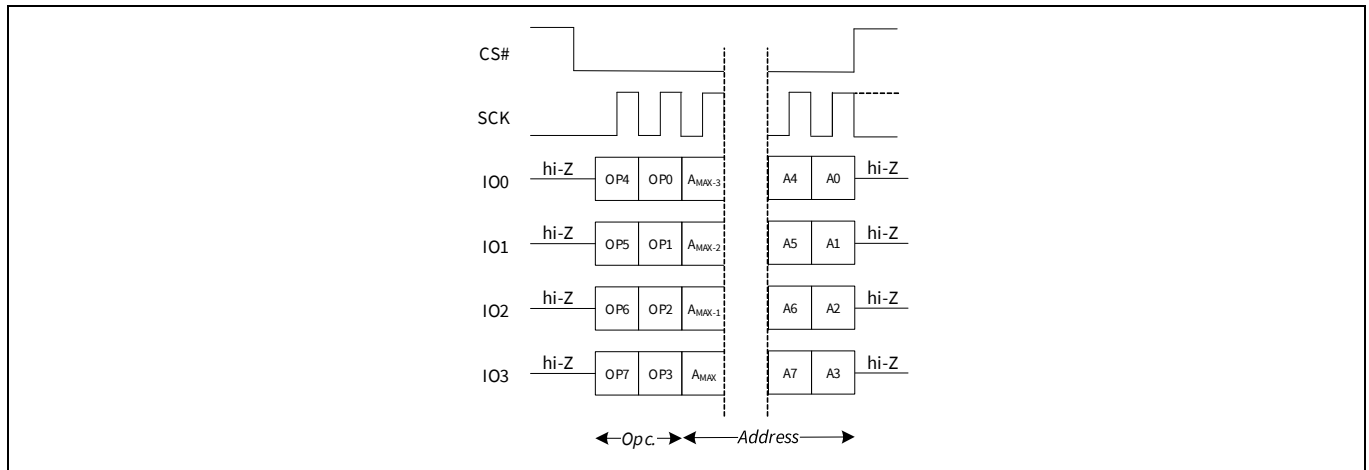 CS#
SCK
IO0 hi-Z OP4 OP0 AMAX-3 A4 A0 hi-Z
IO1 hi-Z OP5 OP1 AMAX-2 A5 A1 hi-Z
IO2 hi-Z OP6 OP2 AMAX-1 A6 A2 hi-Z
IO3 hi-Z OP7 OP3 AMAX A7 A3 hi-Z
Opc. Address